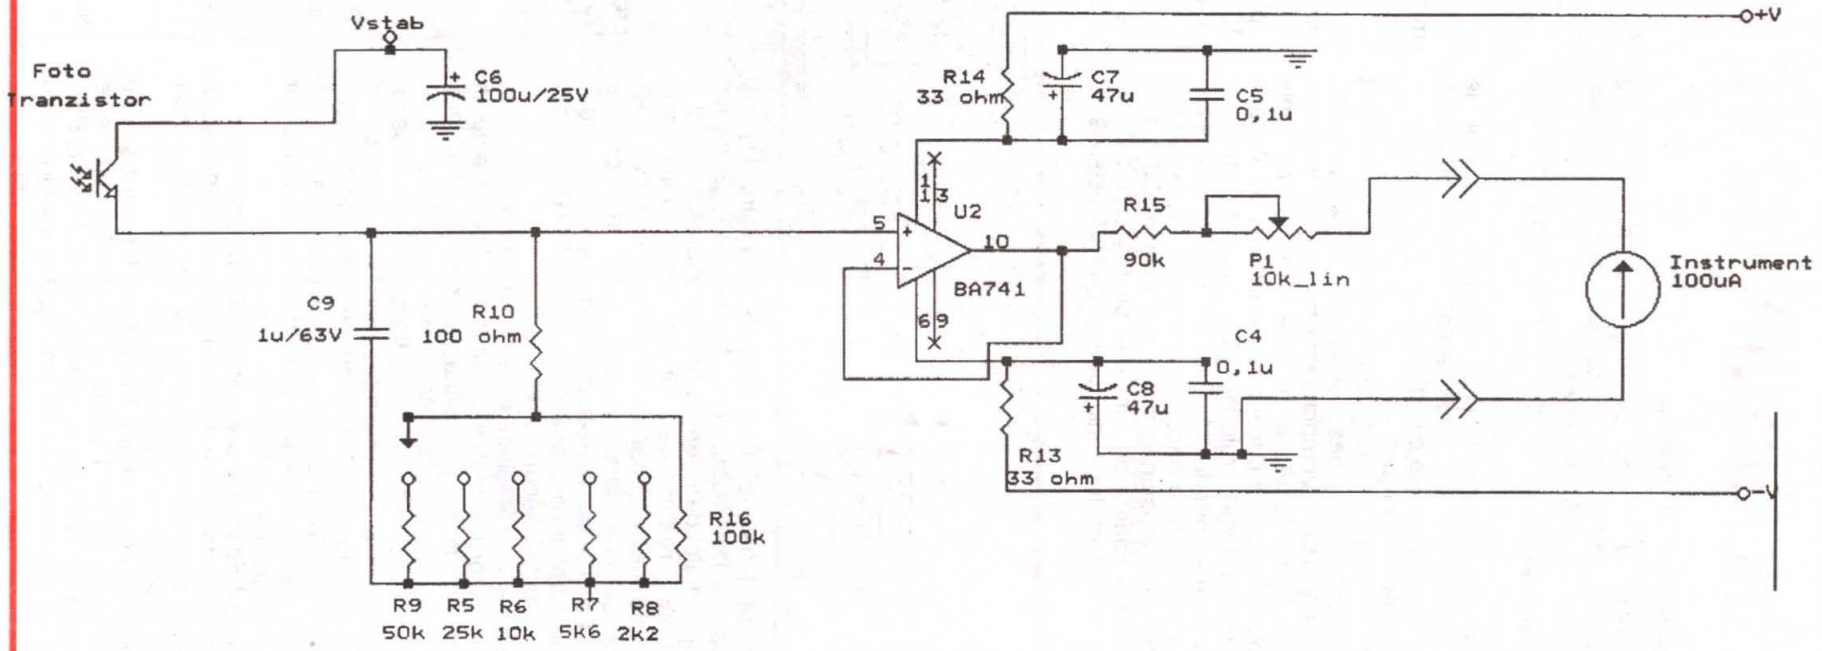 Vstab
+V
Foto
Tranzistor
+
C6
100u/25V
R14
33 ohm
C7
47u
+
C5
0,1u
1
1
3
U2
5
+
4
-
10
BA741
6
9
R15
90k
P1
10k_lin
Instrument
100uA
C9
1u/63V
R10
100 ohm
C4
0,1u
C8
47u
+
R13
33 ohm
-V
R16
100k
R9
50k
R5
25k
R6
10k
R7
5k6
R8
2k2